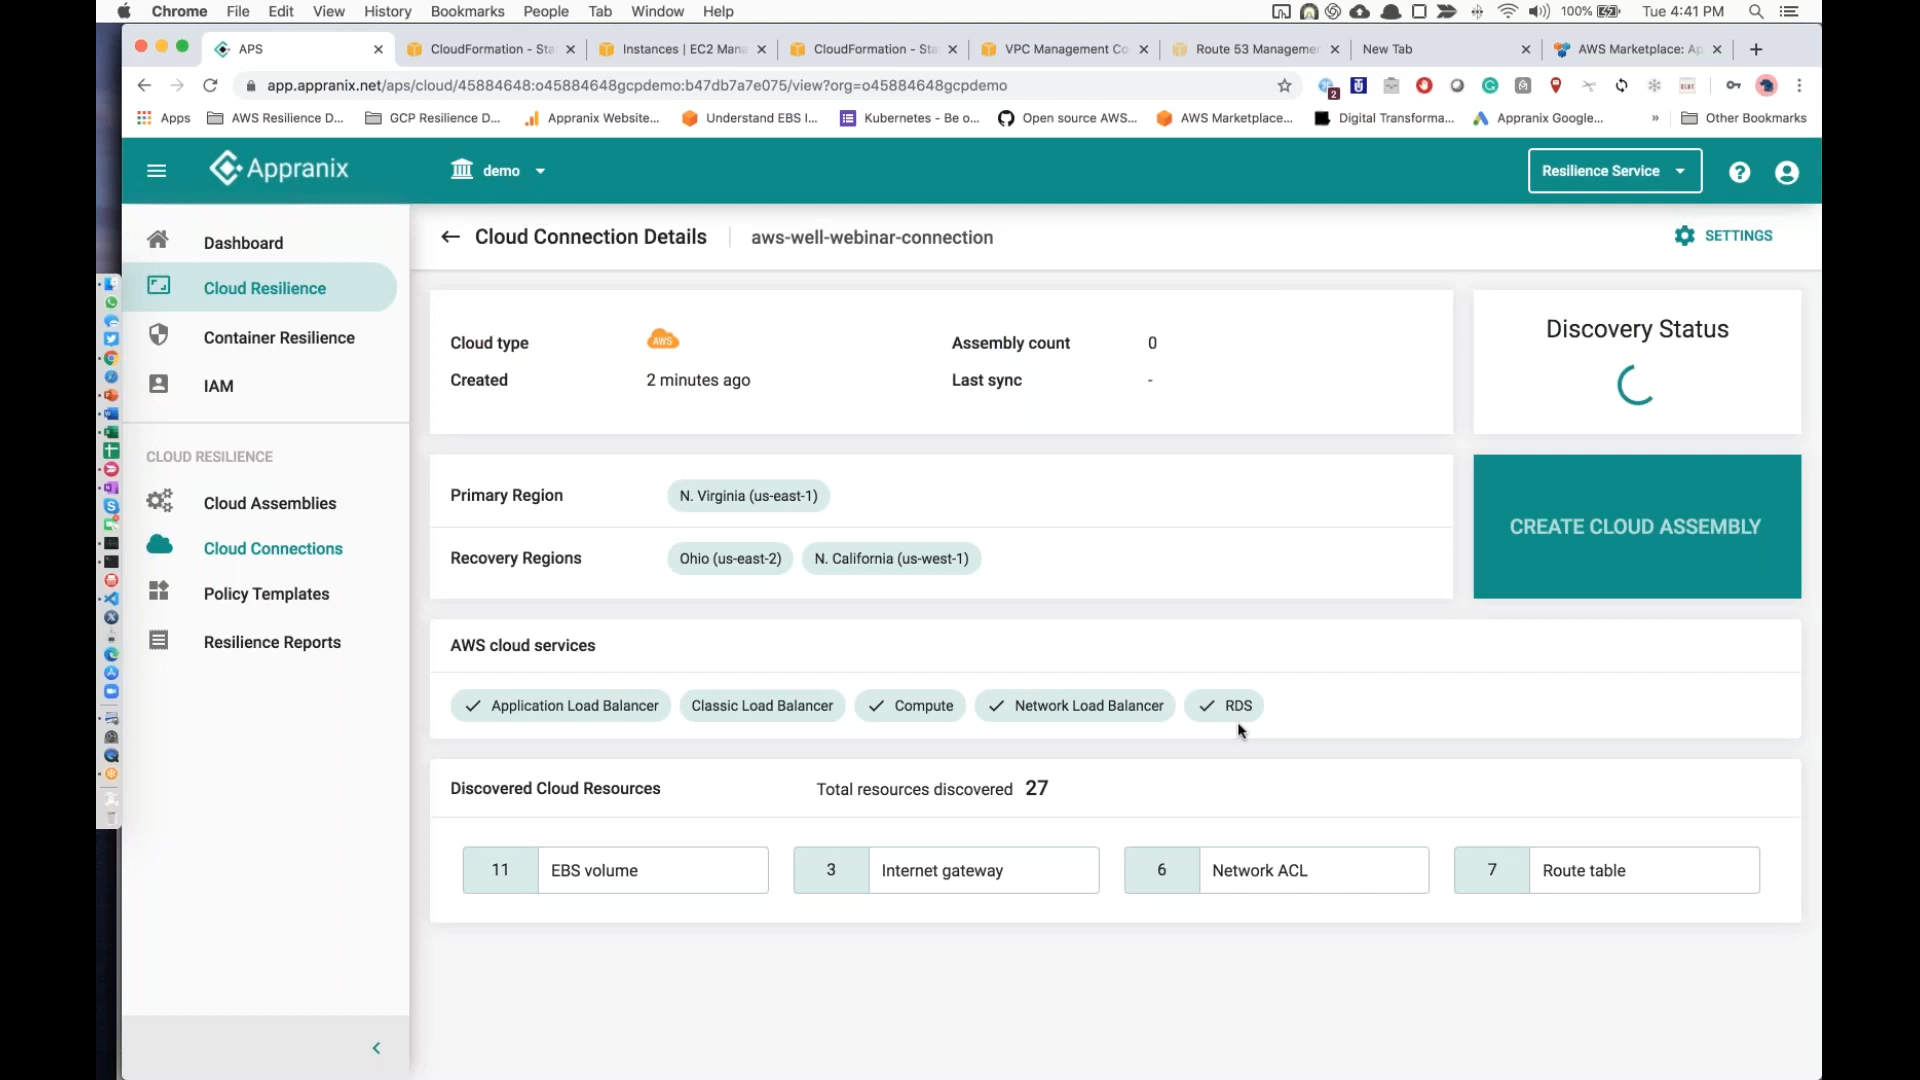 Chrome File Edit View History Bookmarks People Tab Window Help 100% Tue 4:41 PM
APS CloudFormation - Sta Instances | EC2 Mana CloudFormation - Sta VPC Management Co Route 53 Manageme New Tab AWS Marketplace: Ap
app.appranix.net/aps/cloud/45884648:o45884648gcpdemo:b47db7a7e075/view?org=o45884648gcpdemo
2
Apps AWS Resilience D... GCP Resilience D... Appranix Website... Understand EBS I... Kubernetes - Be o... Open source AWS... AWS Marketplace... Digital Transforma... Appranix Google... » Other Bookmarks
Appranix demo Resilience Service ?
Dashboard
Cloud Resilience
Container Resilience
IAM
CLOUD RESILIENCE
Cloud Assemblies
Cloud Connections
Policy Templates
Resilience Reports
Cloud Connection Details aws-well-webinar-connection SETTINGS
Cloud type AWS Assembly count 0
Created 2 minutes ago Last sync -
Discovery Status
Primary Region N. Virginia (us-east-1)
Recovery Regions Ohio (us-east-2) N. California (us-west-1)
CREATE CLOUD ASSEMBLY
AWS cloud services
Application Load Balancer Classic Load Balancer Compute Network Load Balancer RDS
Discovered Cloud Resources Total resources discovered 27
11 EBS volume 3 Internet gateway 6 Network ACL 7 Route table